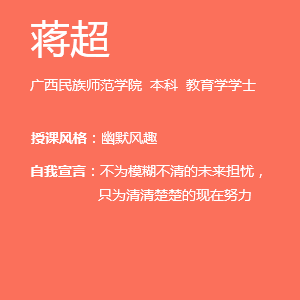 蒋超
广西民族师范学院 本科 教育学学士
授课风格：幽默风趣
自我宣言：不为模糊不清的未来担忧，
只为清清楚楚的现在努力